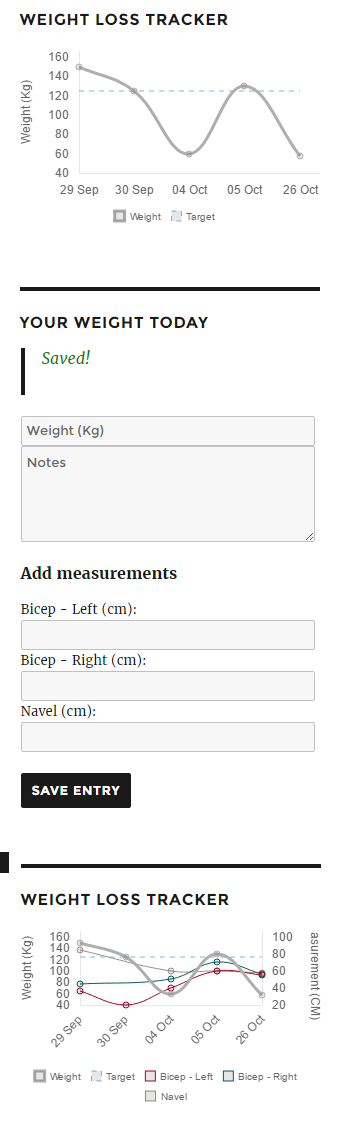 WEIGHT LOSS TRACKER
160
140
120
100
80
60
40
Weight (Kg)
29 Sep 30 Sep 04 Oct 05 Oct 26 Oct
Weight Target
YOUR WEIGHT TODAY
Saved!
Weight (Kg)
Notes
Add measurements
Bicep - Left (cm):
Bicep - Right (cm):
Navel (cm):
SAVE ENTRY
WEIGHT LOSS TRACKER
160 100
140
120 80
100 60
80
60 40
40 20
Weight (Kg)
asurement (CM)
29 Sep 30 Sep 04 Oct 05 Oct 26 Oct
Weight Target Bicep - Left Bicep - Right
Navel